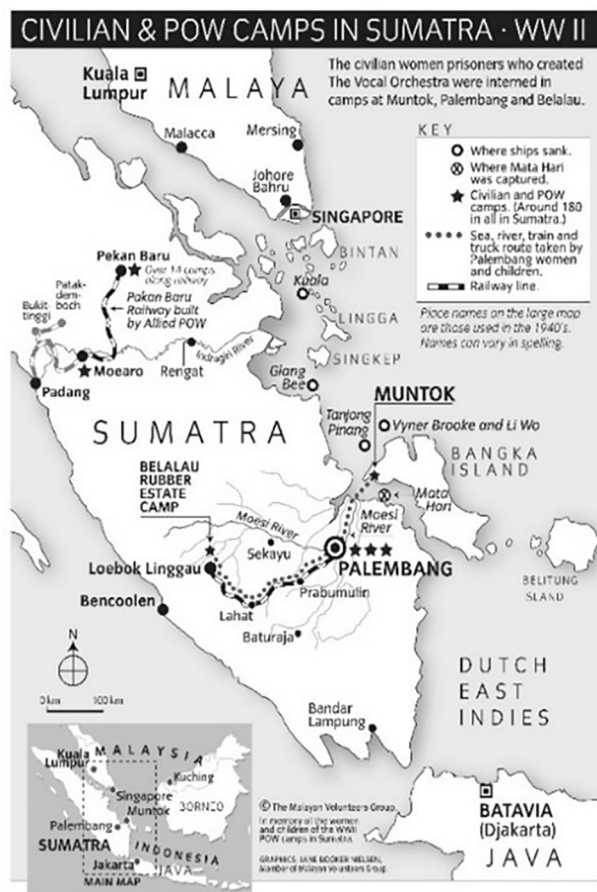 CIVILIAN & POW CAMPS IN SUMATRA · WW II
The civilian women prisoners who created
The Vocal Orchestra were interned in
camps at Muntok, Palembang and Belalau.
KEY
Where ships sank.
Where Mata Hari
was captured.
Civilian and POW
camps. (Around 180
in all in Sumatra.)
Sea, river, train and
truck route taken by
Palembang women
and children.
Railway line.
Place names on the large map
are those used in the 1940's.
Names can vary in spelling.
Kuala
Lumpur
MALAYA
Malacca
Mersing
Johore
Bahru
SINGAPORE
BINTAN
Pekan Baru
Over 14 camps
along railway
Pakan Baru
Railway built
by Allied POW
Patak-
dem-
boch
Bukit-
tinggi
Kuala
LINGGA
SINGKEP
Moearo
Rengat
Indragiri River
Padang
Giang
Bee
MUNTOK
Tanjong
Pinang
Vyner Brooke and Li Wo
SUMATRA
BANGKA
ISLAND
BELALAU
RUBBER
ESTATE
CAMP
Moesi River
Moesi
River
Mata
Hari
Sekayu
Loebok Linggau
PALEMBANG
BELITUNG
Bencoolen
Prabumulin
Lahat
Baturaja
N
0 km
100 km
DUTCH
EAST
INDIES
Bandar
Lampung
BATAVIA
(Djakarta)
JAVA
MALAYSIA
Kuala
Lumpur
Kuching
Singapore
BORNEO
Muntok
Palembang
SUMATRA
INDONESIA
Jakarta
JAVA
MAIN MAP
© The Malayan Volunteers Group.
In memory of the women
and children of the WWII
POW camps in Sumatra.
GRAPHICS: JANE BOOKER NIELSEN,
Member of Malayan Volunteers Group.